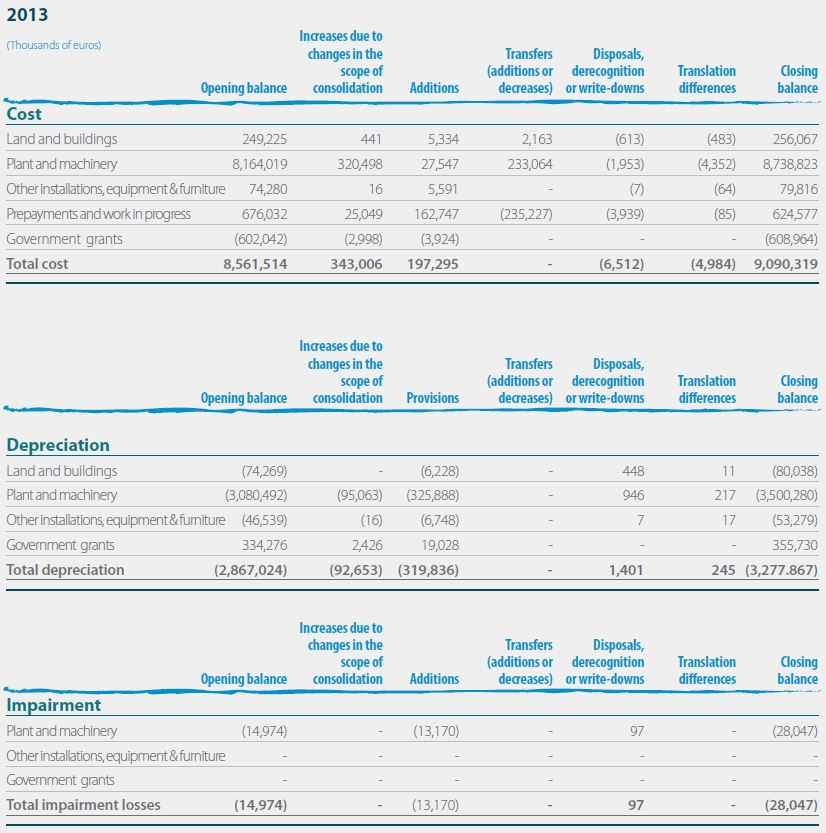 2013
(Thousands of euros)
Opening balance Increases due to changes in the scope of consolidation Additions Transfers (additions or decreases) Disposals, derecognition or write-downs Translation differences Closing balance
Cost
Land and buildings 249,225 441 5,334 2,163 (613) (483) 256,067
Plant and machinery 8,164,019 320,498 27,547 233,064 (1,953) (4,352) 8,738,823
Other installations, equipment & furniture 74,280 16 5,591 - (7) (64) 79,816
Prepayments and work in progress 676,032 25,049 162,747 (235,227) (3,939) (85) 624,577
Government grants (602,042) (2,998) (3,924) - - - (608,964)
Total cost 8,561,514 343,006 197,295 - (6,512) (4,984) 9,090,319
Opening balance Increases due to changes in the scope of consolidation Provisions Transfers (additions or decreases) Disposals, derecognition or write-downs Translation differences Closing balance
Depreciation
Land and buildings (74,269) - (6,228) - 448 11 (80,038)
Plant and machinery (3,080,492) (95,063) (325,888) - 946 217 (3,500,280)
Other installations, equipment & furniture (46,539) (16) (6,748) - 7 17 (53,279)
Government grants 334,276 2,426 19,028 - - - 355,730
Total depreciation (2,867,024) (92,653) (319,836) - 1,401 245 (3,277.867)
Opening balance Increases due to changes in the scope of consolidation Additions Transfers (additions or decreases) Disposals, derecognition or write-downs Translation differences Closing balance
Impairment
Plant and machinery (14,974) - (13,170) - 97 - (28,047)
Other installations, equipment & furniture - - - - - - -
Government grants - - - - - - -
Total impairment losses (14,974) - (13,170) - 97 - (28,047)